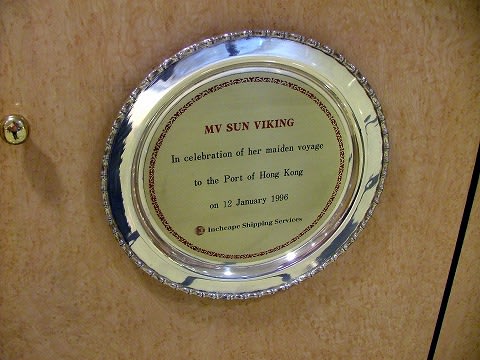 MV SUN VIKING
In celebration of her maiden voyage
to the Port of Hong Kong
on 12 January 1996
Inchcape Shipping Services